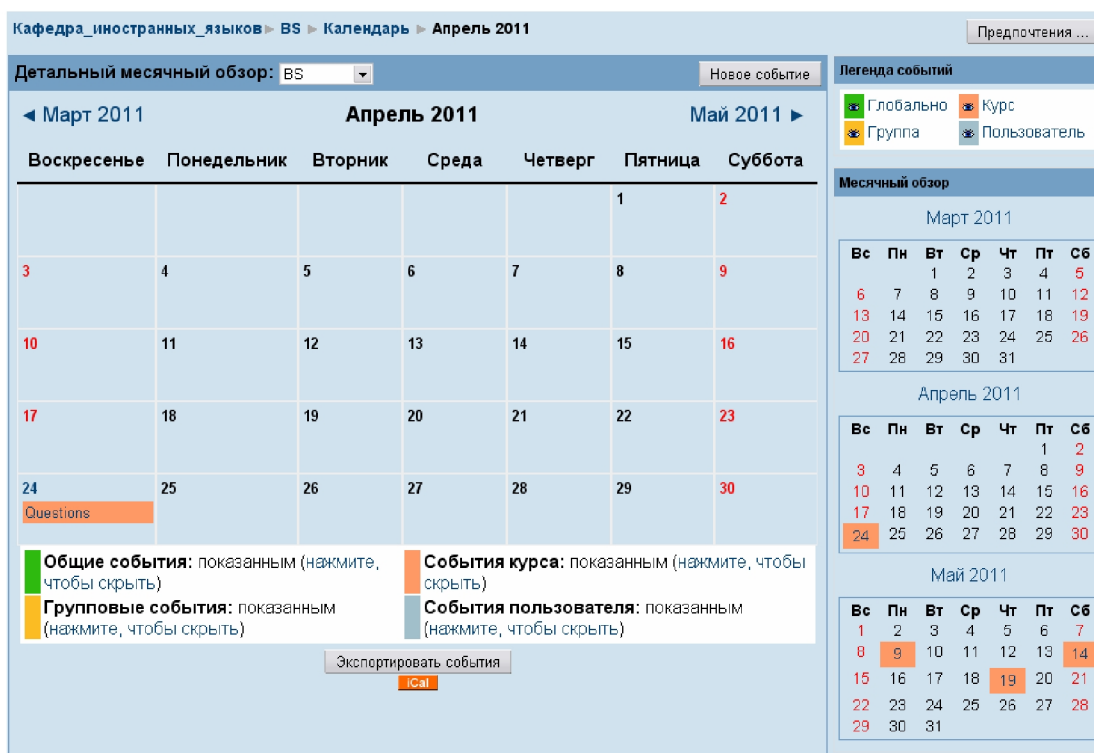 Кафедра_иностранных_языков ► BS ► Календарь ► Апрель 2011
Предпочтения ...
Детальный месячный обзор: BS
Новое событие
◄ Март 2011 Апрель 2011 Май 2011 ►
Воскресенье Понедельник Вторник Среда Четверг Пятница Суббота
1 2
3 4 5 6 7 8 9
10 11 12 13 14 15 16
17 18 19 20 21 22 23
24 25 26 27 28 29 30
Questions
Общие события: показанным (нажмите,
чтобы скрыть)
События курса: показанным (нажмите, чтобы
скрыть)
Групповые события: показанным
(нажмите, чтобы скрыть)
События пользователя: показанным
(нажмите, чтобы скрыть)
Экспортировать события
iCal
Легенда событий
Глобально Курс
Группа Пользователь
Месячный обзор
Март 2011
Вс Пн Вт Ср Чт Пт Сб
1 2 3 4 5
6 7 8 9 10 11 12
13 14 15 16 17 18 19
20 21 22 23 24 25 26
27 28 29 30 31
Апрель 2011
Вс Пн Вт Ср Чт Пт Сб
1 2
3 4 5 6 7 8 9
10 11 12 13 14 15 16
17 18 19 20 21 22 23
24 25 26 27 28 29 30
Май 2011
Вс Пн Вт Ср Чт Пт Сб
1 2 3 4 5 6 7
8 9 10 11 12 13 14
15 16 17 18 19 20 21
22 23 24 25 26 27 28
29 30 31